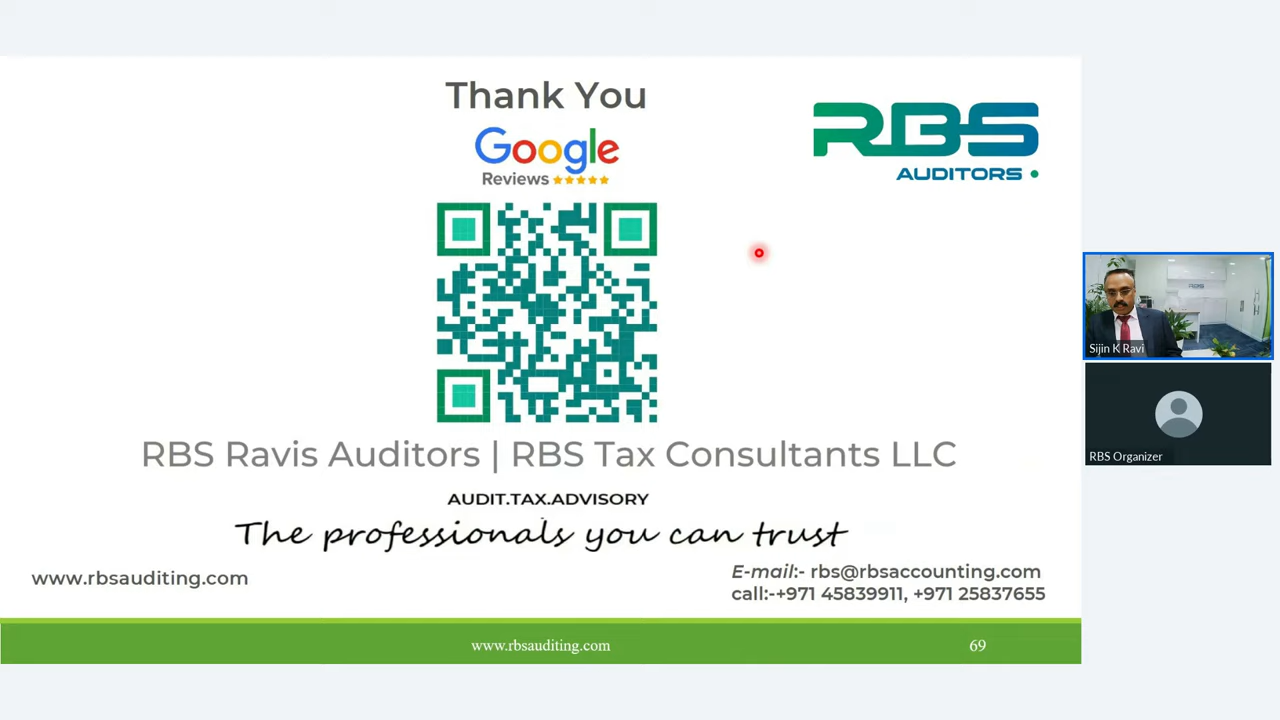 Thank You
Google
Reviews
RBS
AUDITORS
RBS
Sijin K Ravi
RBS Organizer
RBS Ravis Auditors | RBS Tax Consultants LLC
AUDIT.TAX.ADVISORY
The professionals you can trust
www.rbsauditing.com
E-mail:- rbs@rbsaccounting.com
call:-+971 45839911, +971 25837655
www.rbsauditing.com
69